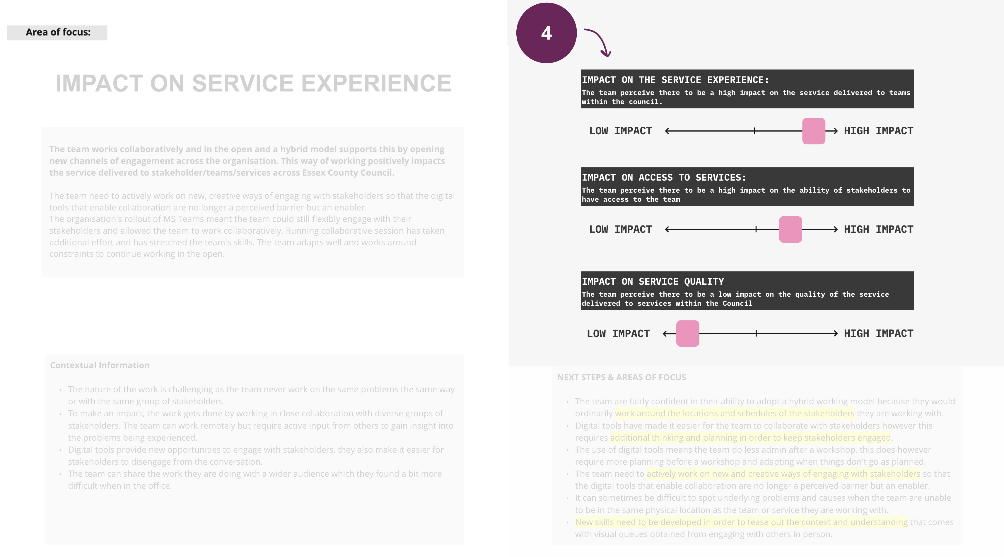 Area of focus:
IMPACT ON SERVICE EXPERIENCE
The team works collaboratively and in the open and a hybrid model supports this by opening
new channels of engagement across the organisation. This way of working positively impacts
the service delivered to stakeholder/teams/services across Essex County Council.
The team need to actively work on new, creative ways of engaging with stakeholders so that the digital
tools that enable collaboration are no longer a perceived barrier but an enabler.
The organisation's rollout of MS Teams meant the team could still flexibly engage with their
stakeholders and allowed the team to work collaboratively. Running collaborative session has taken
additional effort and has stretched the team's skills. The team adapts well and works around
constraints to continue working in the open.
Contextual Information
• The nature of the work is challenging as the team never work on the same problems the same way
or with the same group of stakeholders.
• To make an impact, the work gets done by working in close collaboration with diverse groups of
stakeholders. The team can work remotely but require active input from others to gain insight into
the problems being experienced.
• Digital tools provide new opportunities to engage with stakeholders, they also make it easier for
stakeholders to disengage from the conversation.
• The team can share the work they are doing with a wider audience which they found a bit more
difficult when in the office.
4
IMPACT ON THE SERVICE EXPERIENCE:
The team perceive there to be a high impact on the service delivered to teams
within the council.
LOW IMPACT HIGH IMPACT
IMPACT ON ACCESS TO SERVICES:
The team perceive there to be a high impact on the ability of stakeholders to
have access to the team
LOW IMPACT HIGH IMPACT
IMPACT ON SERVICE QUALITY
The team perceive there to be a low impact on the quality of the service
delivered to services within the Council
LOW IMPACT HIGH IMPACT
NEXT STEPS & AREAS OF FOCUS
• The team are fairly confident in their ability to adopt a hybrid working model because they would
ordinarily work around the locations and schedules of the stakeholders they are working with.
• Digital tools have made it easier for the team to collaborate with stakeholders however this
requires additional thinking and planning in order to keep stakeholders engaged.
• The use of digital tools means the team do less admin after a workshop, this does however
require more planning before a workshop and adapting when things don't go as planned.
• The team need to actively work on new and creative ways of engaging with stakeholders so that
the digital tools that enable collaboration are no longer a perceived barrier but an enabler.
• It can sometimes be difficult to spot underlying problems and causes when the team are unable
to be in the same physical location as the team or service they are working with.
• New skills need to be developed in order to tease out the context and understanding that comes
with visual queues obtained from engaging with others in person.